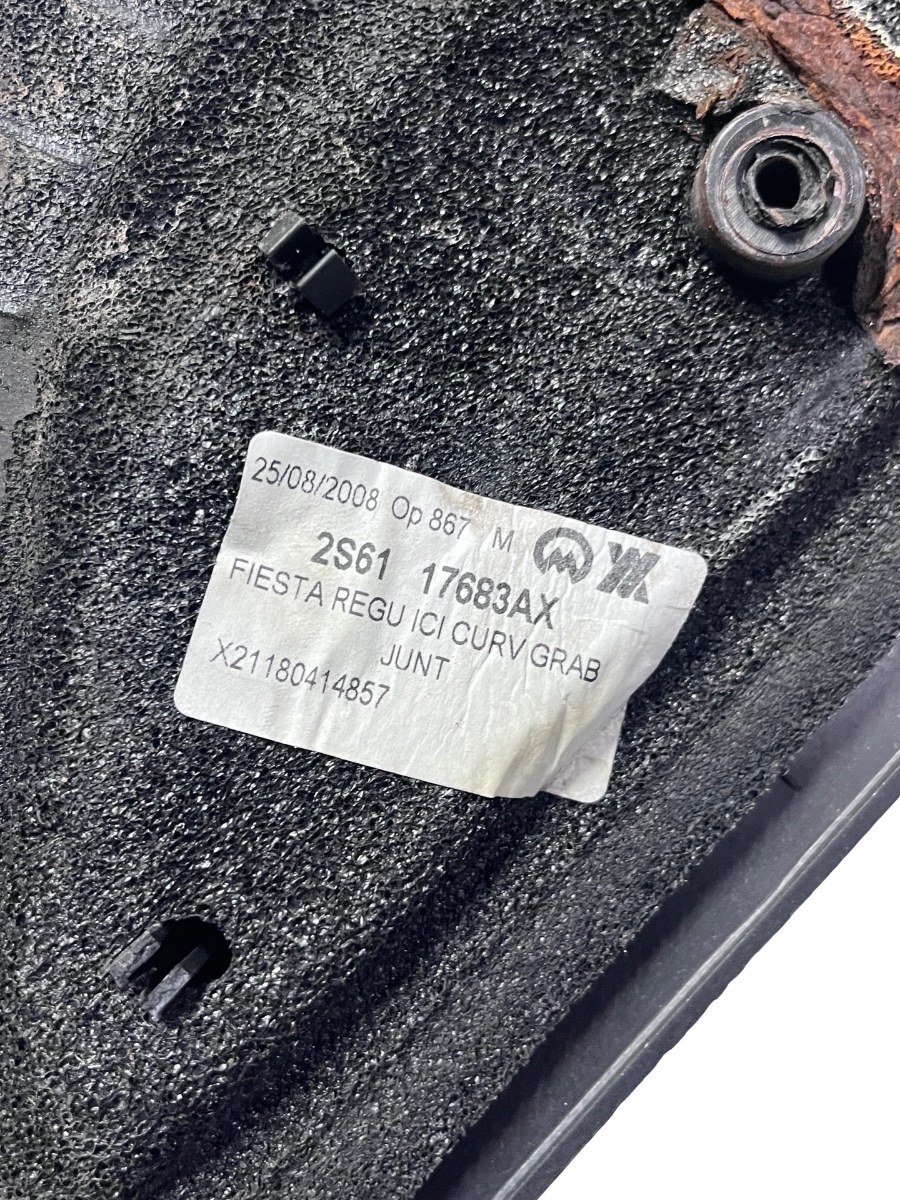 25/08/2008 Op 867 M
2S61 17683AX
FIESTA REGU ICI CURV GRAB
JUNT
X21180414857